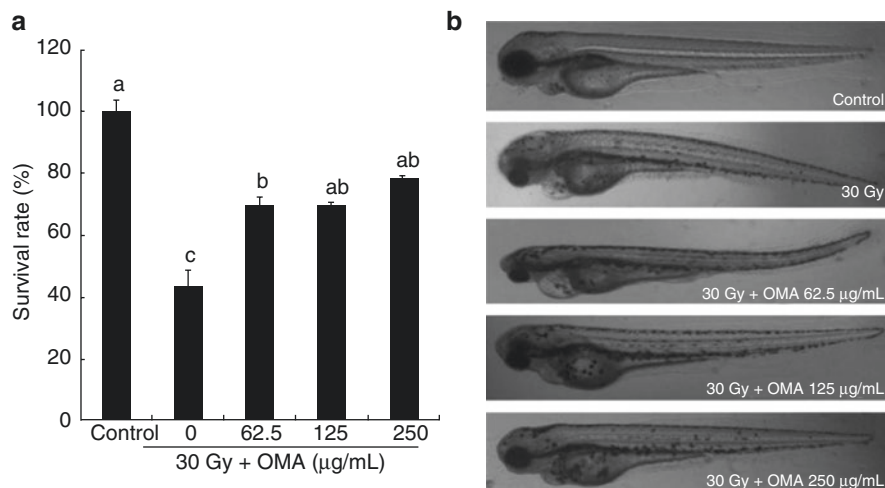 a
120
100
80
60
40
20
0
Survival rate (%)
a
c
b
ab
ab
Control 0 62.5 125 250
30 Gy + OMA (μg/mL)
b
Control
30 Gy
30 Gy + OMA 62.5 μg/mL
30 Gy + OMA 125 μg/mL
30 Gy + OMA 250 μg/mL